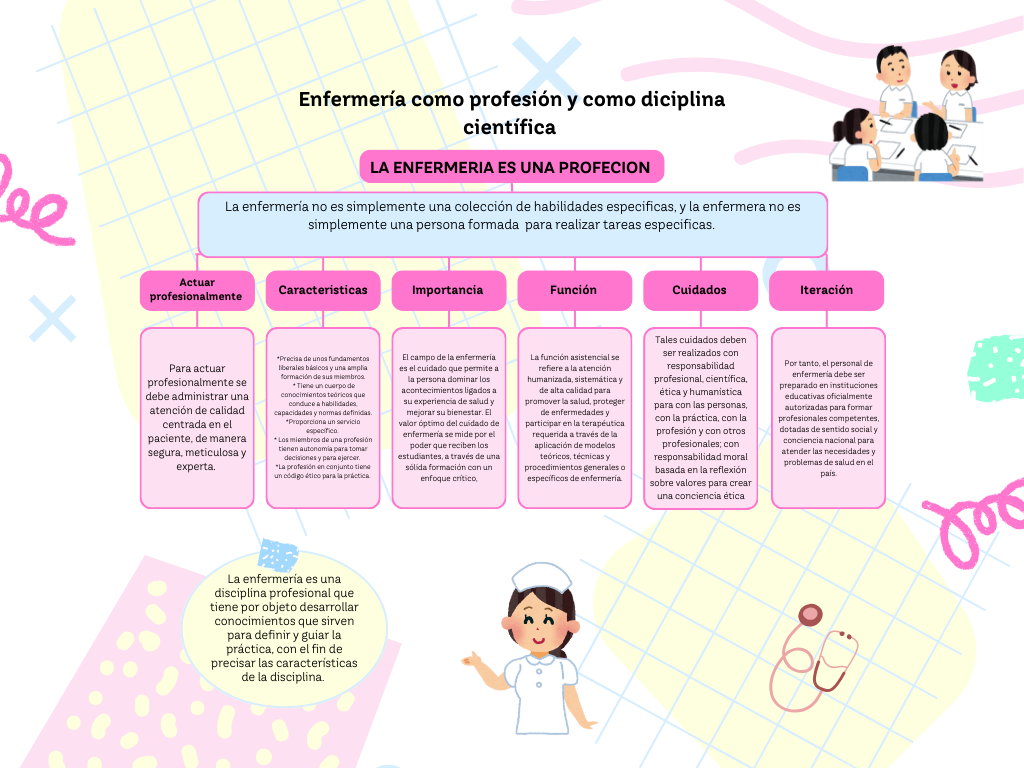 Enfermería como profesión y como diciplina
científica
LA ENFERMERIA ES UNA PROFECION
La enfermería no es simplemente una colección de habilidades especificas, y la enfermera no es
simplemente una persona formada para realizar tareas especificas.
Actuar
profesionalmente
Para actuar
profesionalmente se
debe administrar una
atención de calidad
centrada en el
paciente, de manera
segura, meticulosa y
experta.
Caracteristicas
*Precisa de unos fundamentos
liberales básicos y una amplia
formación de sus miembros.
* Tiene un cuerpo de
conocimientos teóricos que
conduce a habilidades,
capacidades y normas definidas.
*Proporciona un servicio
específico.
* Los miembros de una profesión
tienen autonomía para tomar
decisiones y para ejercer.
*La profesión en conjunto tiene
un código ético para la práctica.
Importancia
El campo de la enfermería
es el cuidado que permite a
la persona dominar los
acontecimientos ligados a
su experiencia de salud y
mejorar su bienestar. El
valor óptimo del cuidado de
enfermería se mide por el
poder que reciben los
estudiantes, a través de una
sólida formación con un
enfoque crítico,
Función
La función asistencial se
refiere a la atención
humanizada, sistemática y
de alta calidad para
promover la salud, proteger
de enfermedades y
participar en la terapéutica
requerida a través de la
aplicación de modelos
teóricos, técnicas y
procedimientos generales o
específicos de enfermería.
Cuidados
Tales cuidados deben
ser realizados con
responsabilidad
profesional, científica,
ética y humanística
para con las personas,
con la práctica, con la
profesión y con otros
profesionales; con
responsabilidad moral
basada en la reflexión
sobre valores para crear
una conciencia ética
Iteración
Por tanto, el personal de
enfermería debe ser
preparado en instituciones
educativas oficialmente
autorizadas para formar
profesionales competentes,
dotadas de sentido social y
conciencia nacional para
atender las necesidades y
problemas de salud en el
país.
La enfermería es una
disciplina profesional que
tiene por objeto desarrollar
conocimientos que sirven
para definir y guiar la
práctica, con el fin de
precisar las características
de la disciplina.